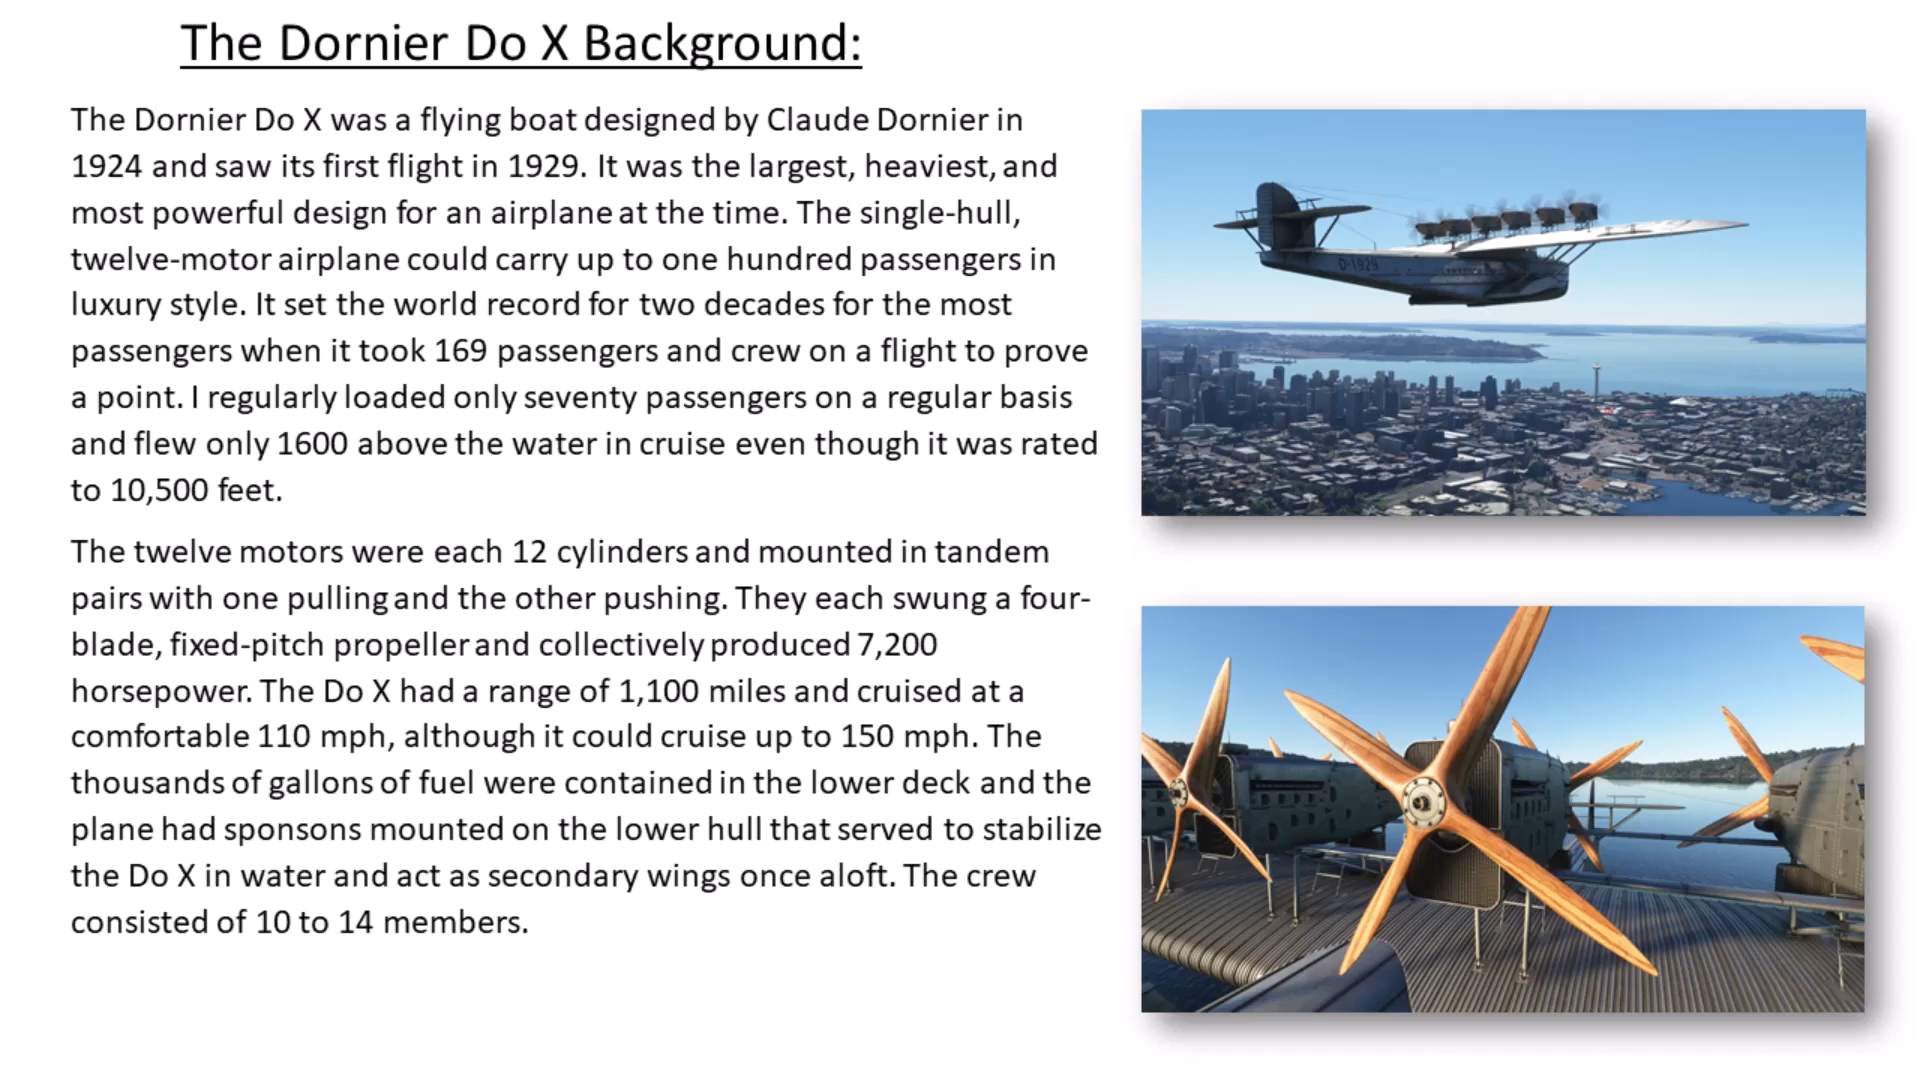 The Dornier Do X Background:
The Dornier Do X was a flying boat designed by Claude Dornier in
1924 and saw its first flight in 1929. It was the largest, heaviest, and
most powerful design for an airplane at the time. The single-hull,
twelve-motor airplane could carry up to one hundred passengers in
luxury style. It set the world record for two decades for the most
passengers when it took 169 passengers and crew on a flight to prove
a point. I regularly loaded only seventy passengers on a regular basis
and flew only 1600 above the water in cruise even though it was rated
to 10,500 feet.
The twelve motors were each 12 cylinders and mounted in tandem
pairs with one pulling and the other pushing. They each swung a four-
blade, fixed-pitch propeller and collectively produced 7,200
horsepower. The Do X had a range of 1,100 miles and cruised at a
comfortable 110 mph, although it could cruise up to 150 mph. The
thousands of gallons of fuel were contained in the lower deck and the
plane had sponsons mounted on the lower hull that served to stabilize
the Do X in water and act as secondary wings once aloft. The crew
consisted of 10 to 14 members.
D-1929